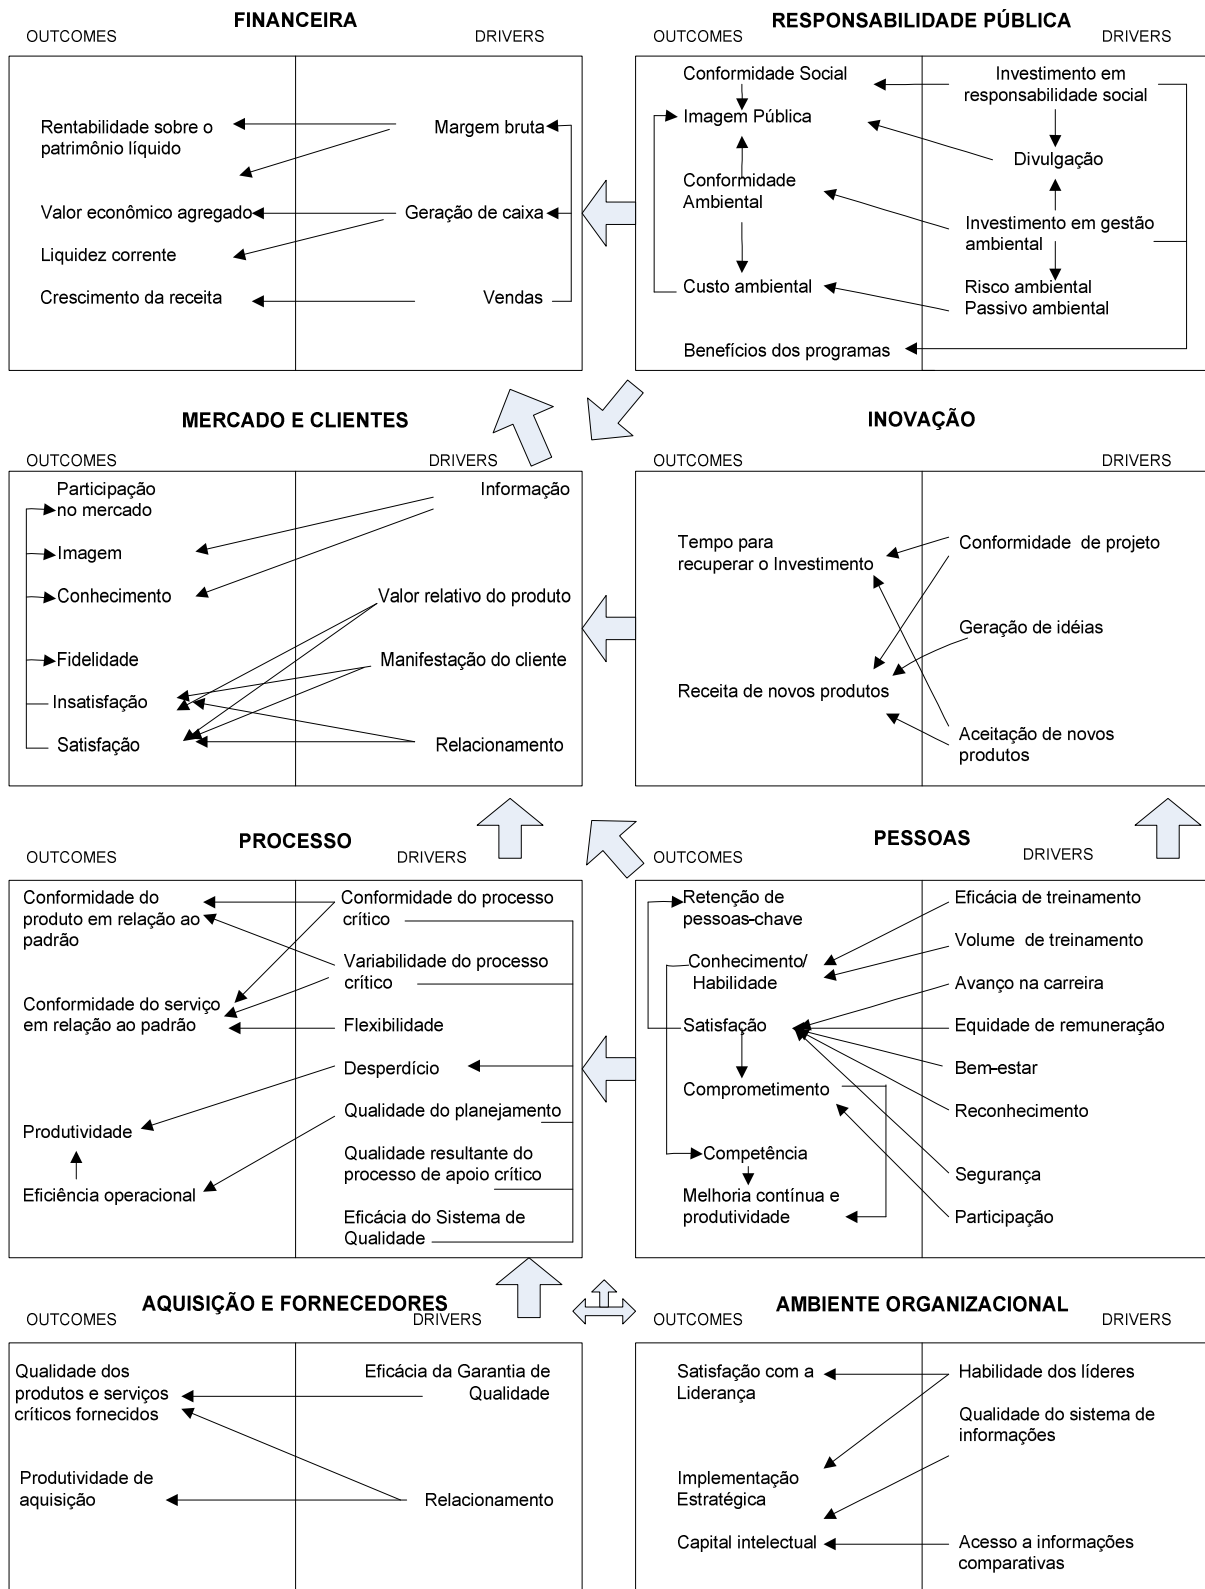 FINANCEIRA
OUTCOMES
DRIVERS
Rentabilidade sobre o
patrimônio líquido
Valor econômico agregado
Liquidez corrente
Crescimento da receita
Margem bruta
Geração de caixa
Vendas
RESPONSABILIDADE PÚBLICA
OUTCOMES
DRIVERS
Conformidade Social
Imagem Pública
Conformidade
Ambiental
Custo ambiental
Benefícios dos programas
Investimento em
responsabilidade social
Divulgação
Investimento em gestão
ambiental
Risco ambiental
Passivo ambiental
MERCADO E CLIENTES
OUTCOMES
DRIVERS
Participação
no mercado
Imagem
Conhecimento
Fidelidade
Insatisfação
Satisfação
Informação
Valor relativo do produto
Manifestação do cliente
Relacionamento
INOVAÇÃO
OUTCOMES
DRIVERS
Tempo para
recuperar o Investimento
Receita de novos produtos
Conformidade de projeto
Geração de idéias
Aceitação de novos
produtos
PROCESSO
OUTCOMES
DRIVERS
Conformidade do
produto em relação ao
padrão
Conformidade do serviço
em relação ao padrão
Produtividade
Eficiência operacional
Conformidade do processo
crítico
Variabilidade do processo
crítico
Flexibilidade
Desperdício
Qualidade do planejamento
Qualidade resultante do
processo de apoio crítico
Eficácia do Sistema de
Qualidade
PESSOAS
OUTCOMES
DRIVERS
Retenção de
pessoas-chave
Conhecimento/
Habilidade
Satisfação
Comprometimento
Competência
Melhoria contínua e
produtividade
Eficácia de treinamento
Volume de treinamento
Avanço na carreira
Equidade de remuneração
Bem-estar
Reconhecimento
Segurança
Participação
AQUISIÇÃO E FORNECEDORES
OUTCOMES
DRIVERS
Qualidade dos
produtos e serviços
críticos fornecidos
Produtividade de
aquisição
Eficácia da Garantia de
Qualidade
Relacionamento
AMBIENTE ORGANIZACIONAL
OUTCOMES
DRIVERS
Satisfação com a
Liderança
Implementação
Estratégica
Capital intelectual
Habilidade dos líderes
Qualidade do sistema de
informações
Acesso a informações
comparativas